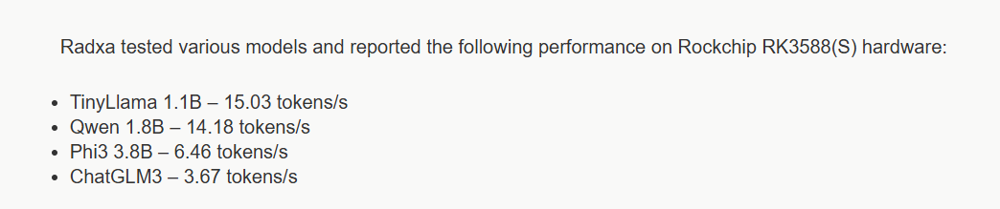 Radxa tested various models and reported the following performance on Rockchip RK3588(S) hardware:
• TinyLlama 1.1B – 15.03 tokens/s
• Qwen 1.8B – 14.18 tokens/s
• Phi3 3.8B – 6.46 tokens/s
• ChatGLM3 – 3.67 tokens/s